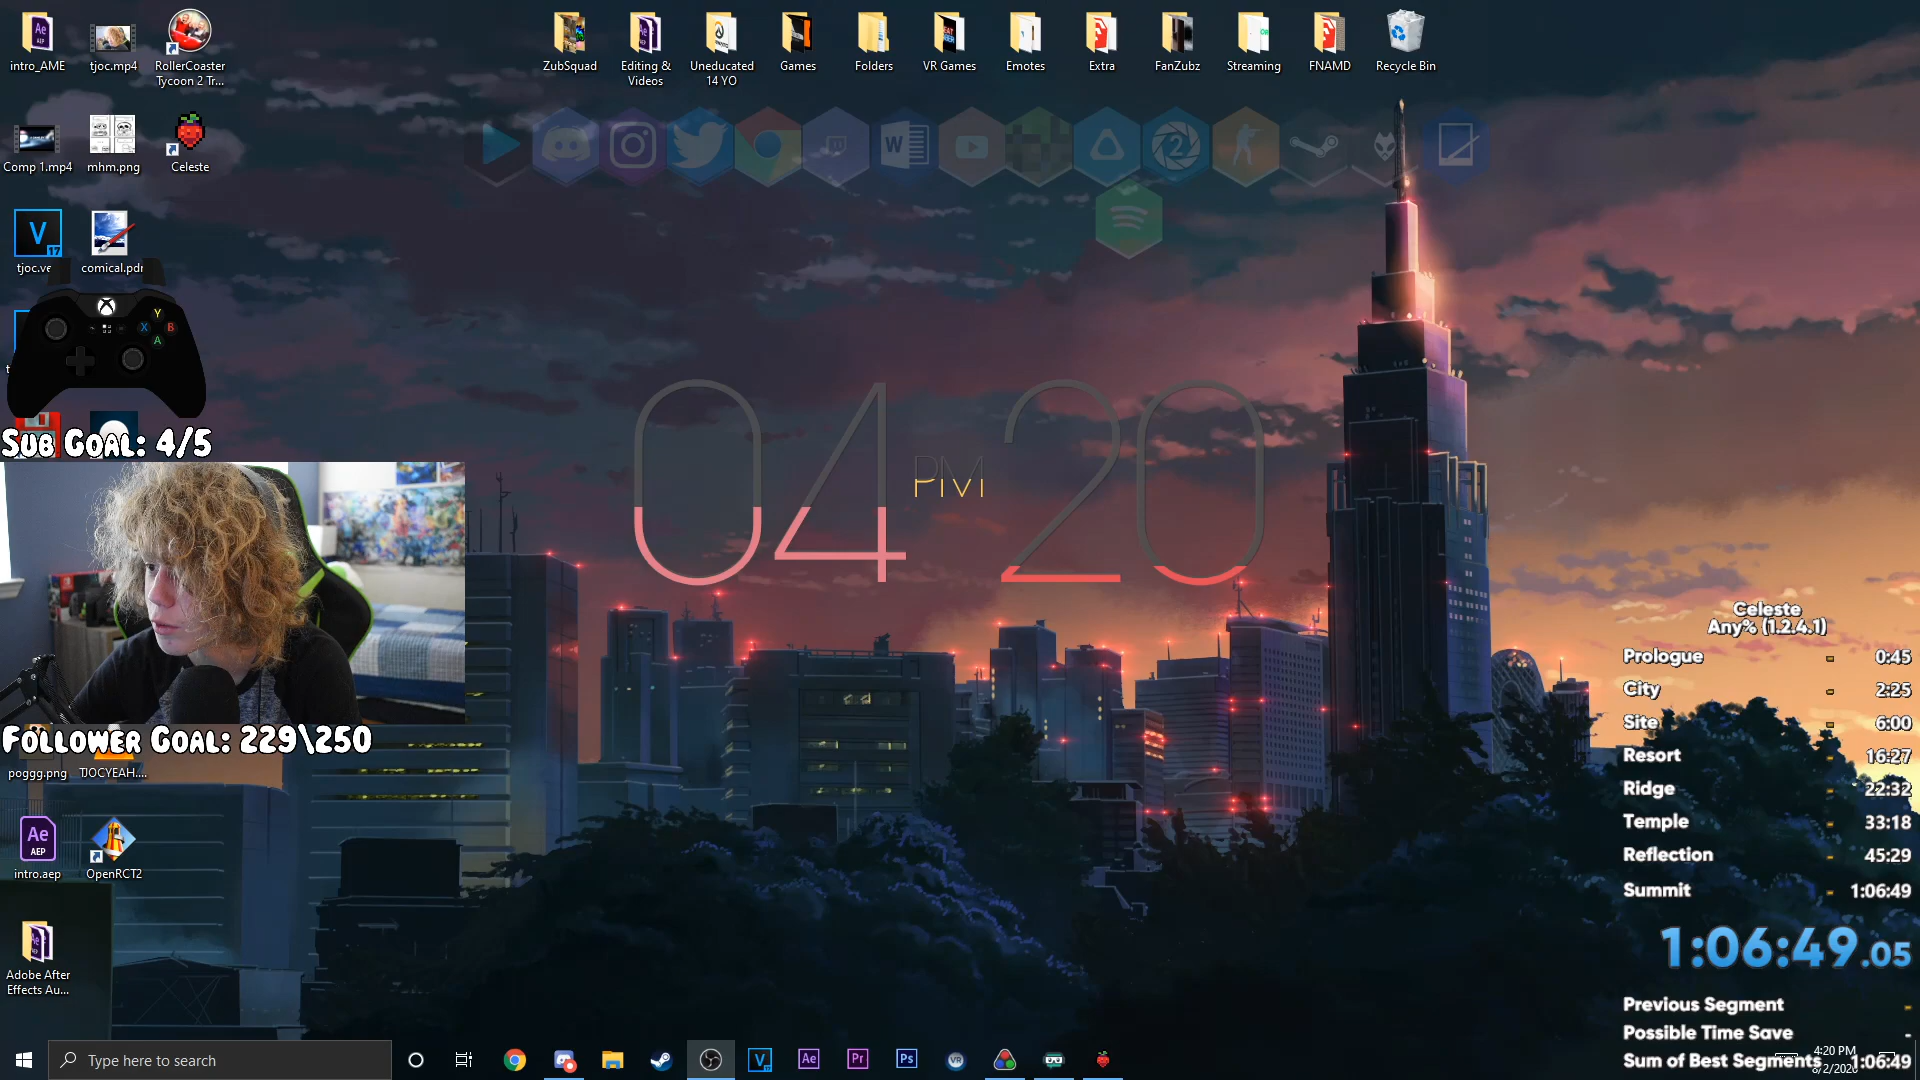 intro_AME
tjoc.mp4
RollerCoaster
Tycoon 2 Tr...
ZubSquad
Editing &
Videos
Uneducated
14 YO
Games
Folders
VR Games
Emotes
Extra
FanZubz
Streaming
FNAMD
Recycle Bin
Comp 1.mp4
mhm.png
Celeste
tjoc.ve
comical.pdn
Y
X
B
A
SUB GOAL: 4/5
04 PM 20
FOLLOWER GOAL: 229\250
poggg.png
TJOCYEAH....
intro.aep
OpenRCT2
Adobe After
Effects Au...
Celeste
Any% (1.2.4.1)
Prologue - 0:45
City - 2:25
Site - 6:00
Resort - 16:27
Ridge - 22:32
Temple - 33:18
Reflection - 45:29
Summit - 1:06:49
1:06:49.05
Previous Segment -
Possible Time Save -
Sum of Best Segments 1:06:49
Type here to search
4:20 PM
8/2/2020